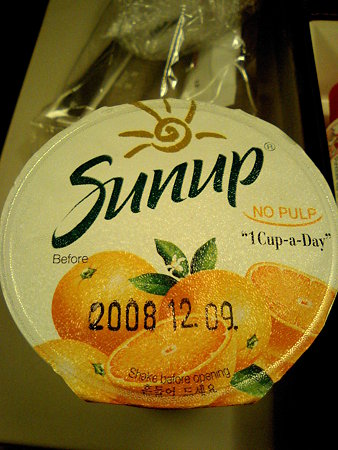 Sunup®
NO PULP
"1 Cup-a-Day"
Before
2008 12. 09.
Shake before opening
흔들어 드세요